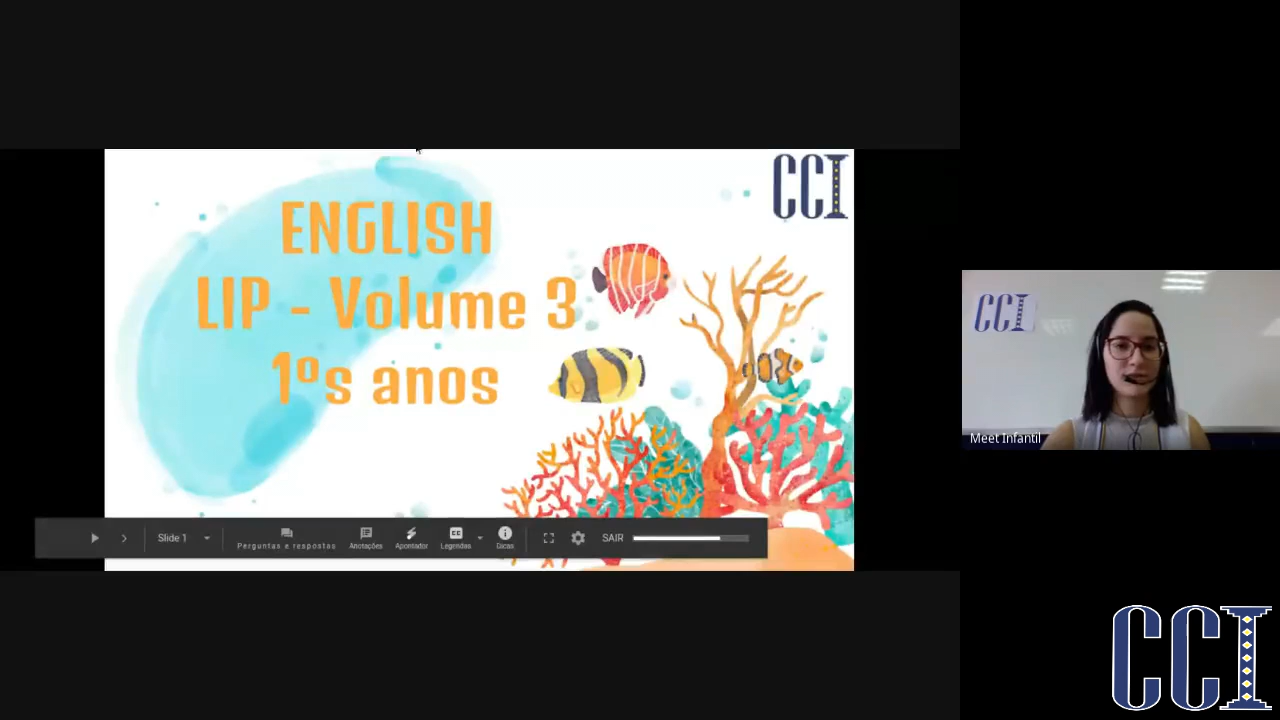 CCI
ENGLISH
LIP - Volume 3
1ºs anos
Slide 1
Perguntas e respostas
Anotações
Apontador
Legendas
Dicas
SAIR
CCI
Meet Infantil
CCI